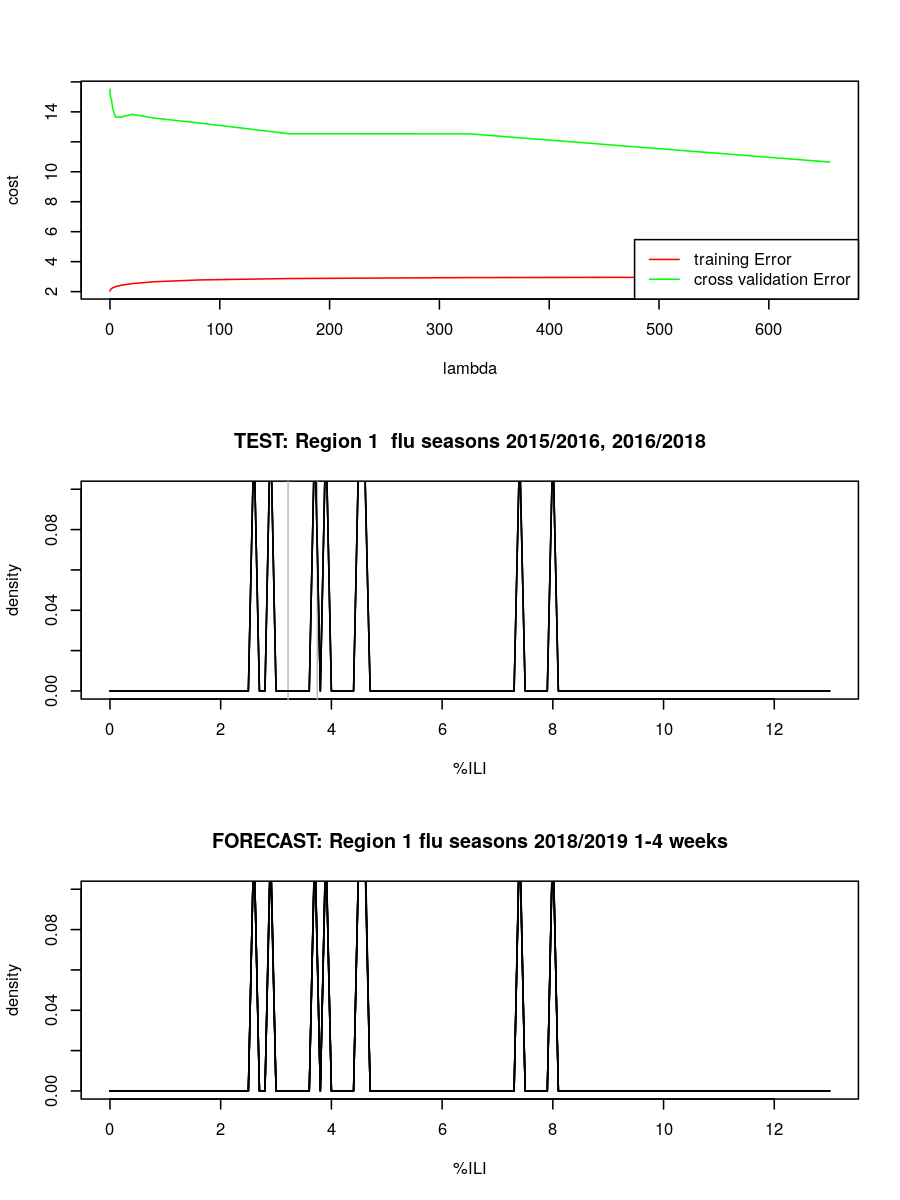 14
10
8
6
4
2
cost
training Error
cross validation Error
0 100 200 300 400 500 600
lambda
TEST: Region 1  flu seasons 2015/2016, 2016/2018
0.08
0.04
0.00
density
0 2 4 6 8 10 12
%ILI
FORECAST: Region 1 flu seasons 2018/2019 1-4 weeks
0.08
0.04
0.00
density
0 2 4 6 8 10 12
%ILI